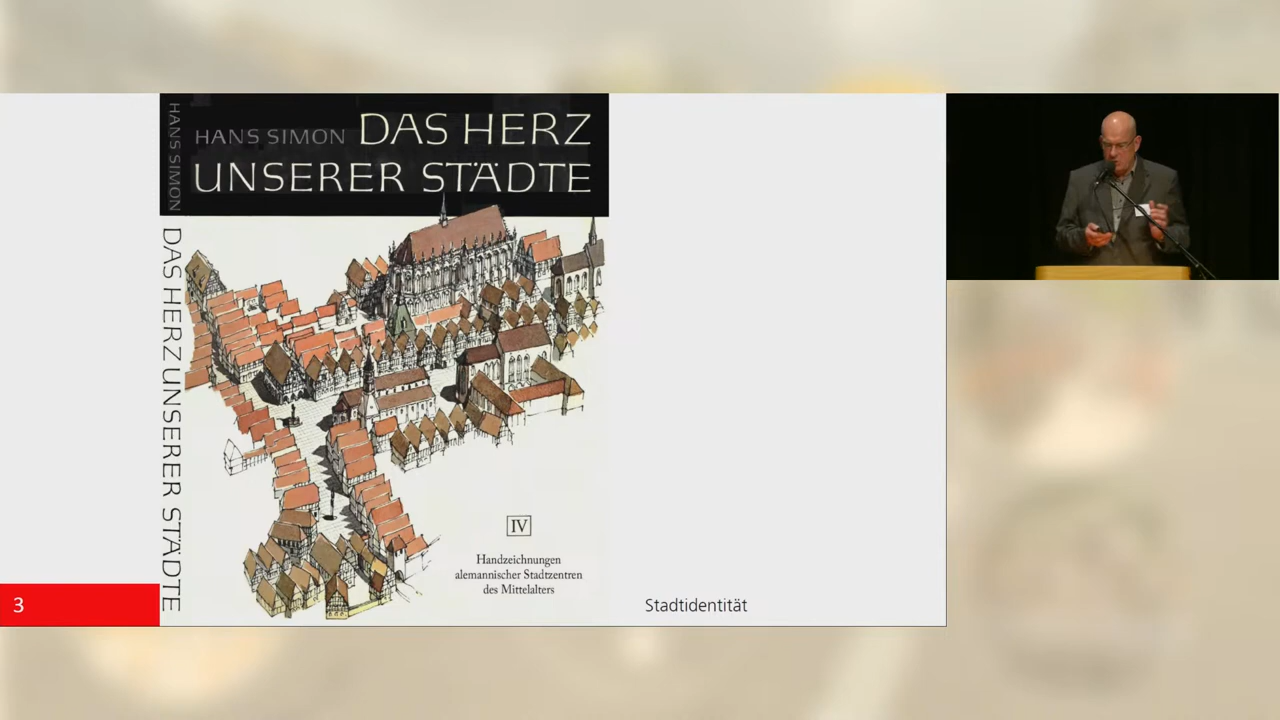 HANS SIMON DAS HERZ
UNSERER STÄDTE
HANS SIMON
DAS HERZ UNSERER STÄDTE
IV
Handzeichnungen
alemannischer Stadtzentren
des Mittelalters
3
Stadtidentität